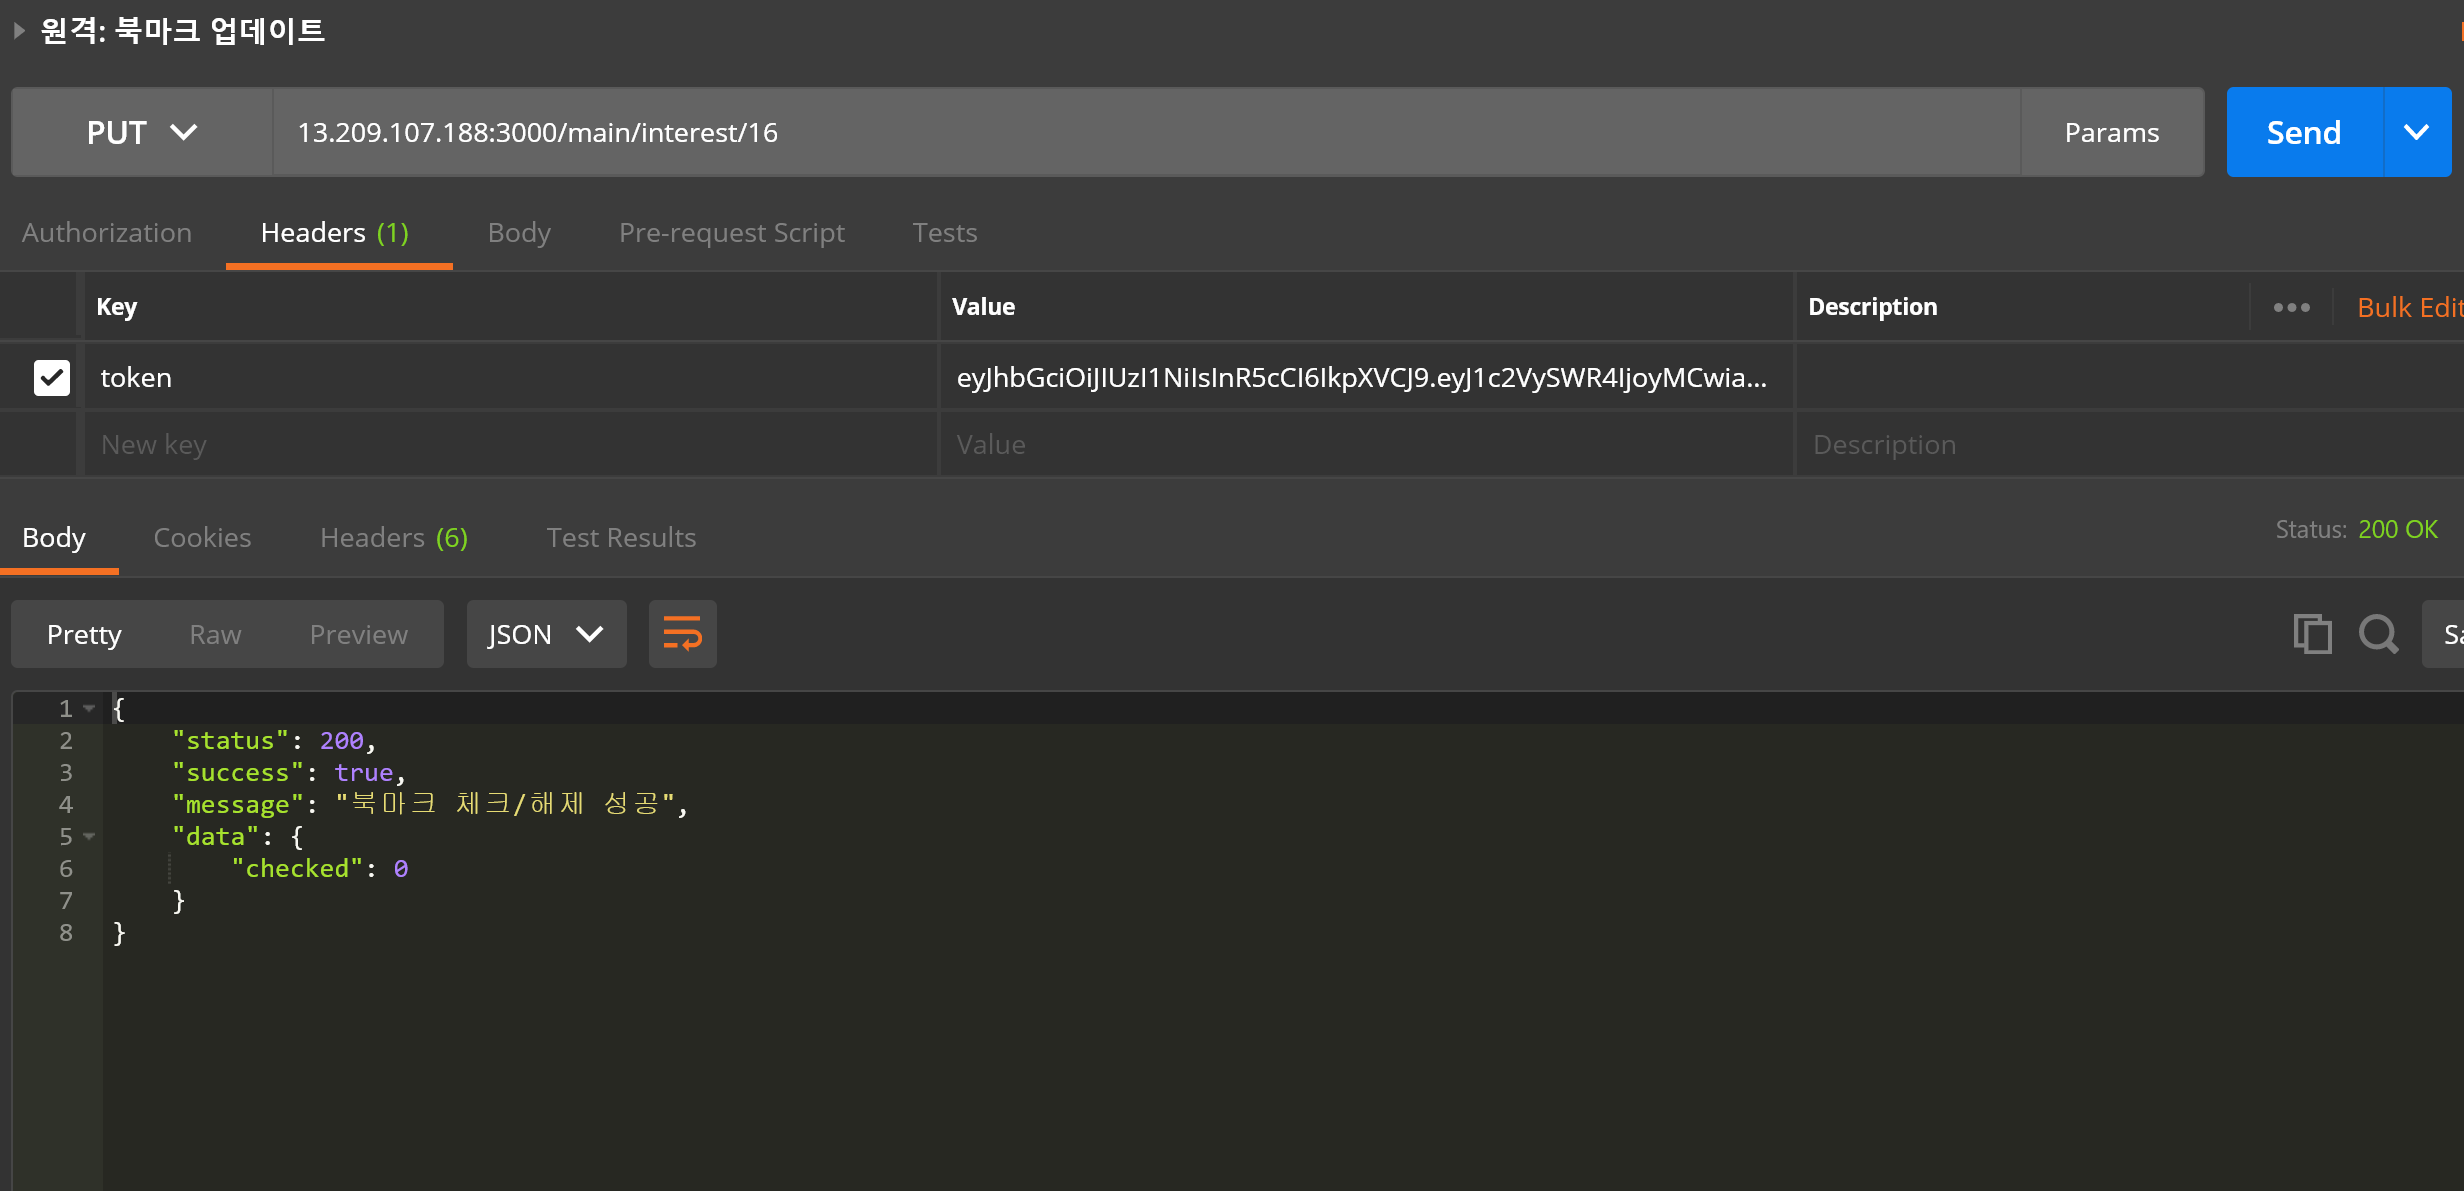 원격: 북마크 업데이트
PUT 13.209.107.188:3000/main/interest/16 Params Send
Authorization Headers (1) Body Pre-request Script Tests
Key Value Description Bulk Edit
token eyJhbGciOiJIUzI1NiIsInR5cCI6IkpXVCJ9.eyJ1c2VySWR4IjoyMCwia...
New key Value Description
Body Cookies Headers (6) Test Results Status: 200 OK
Pretty Raw Preview JSON Sa
1 {
2 "status": 200,
3 "success": true,
4 "message": "북마크 체크/해제 성공",
5 "data": {
6 "checked": 0
7 }
8 }